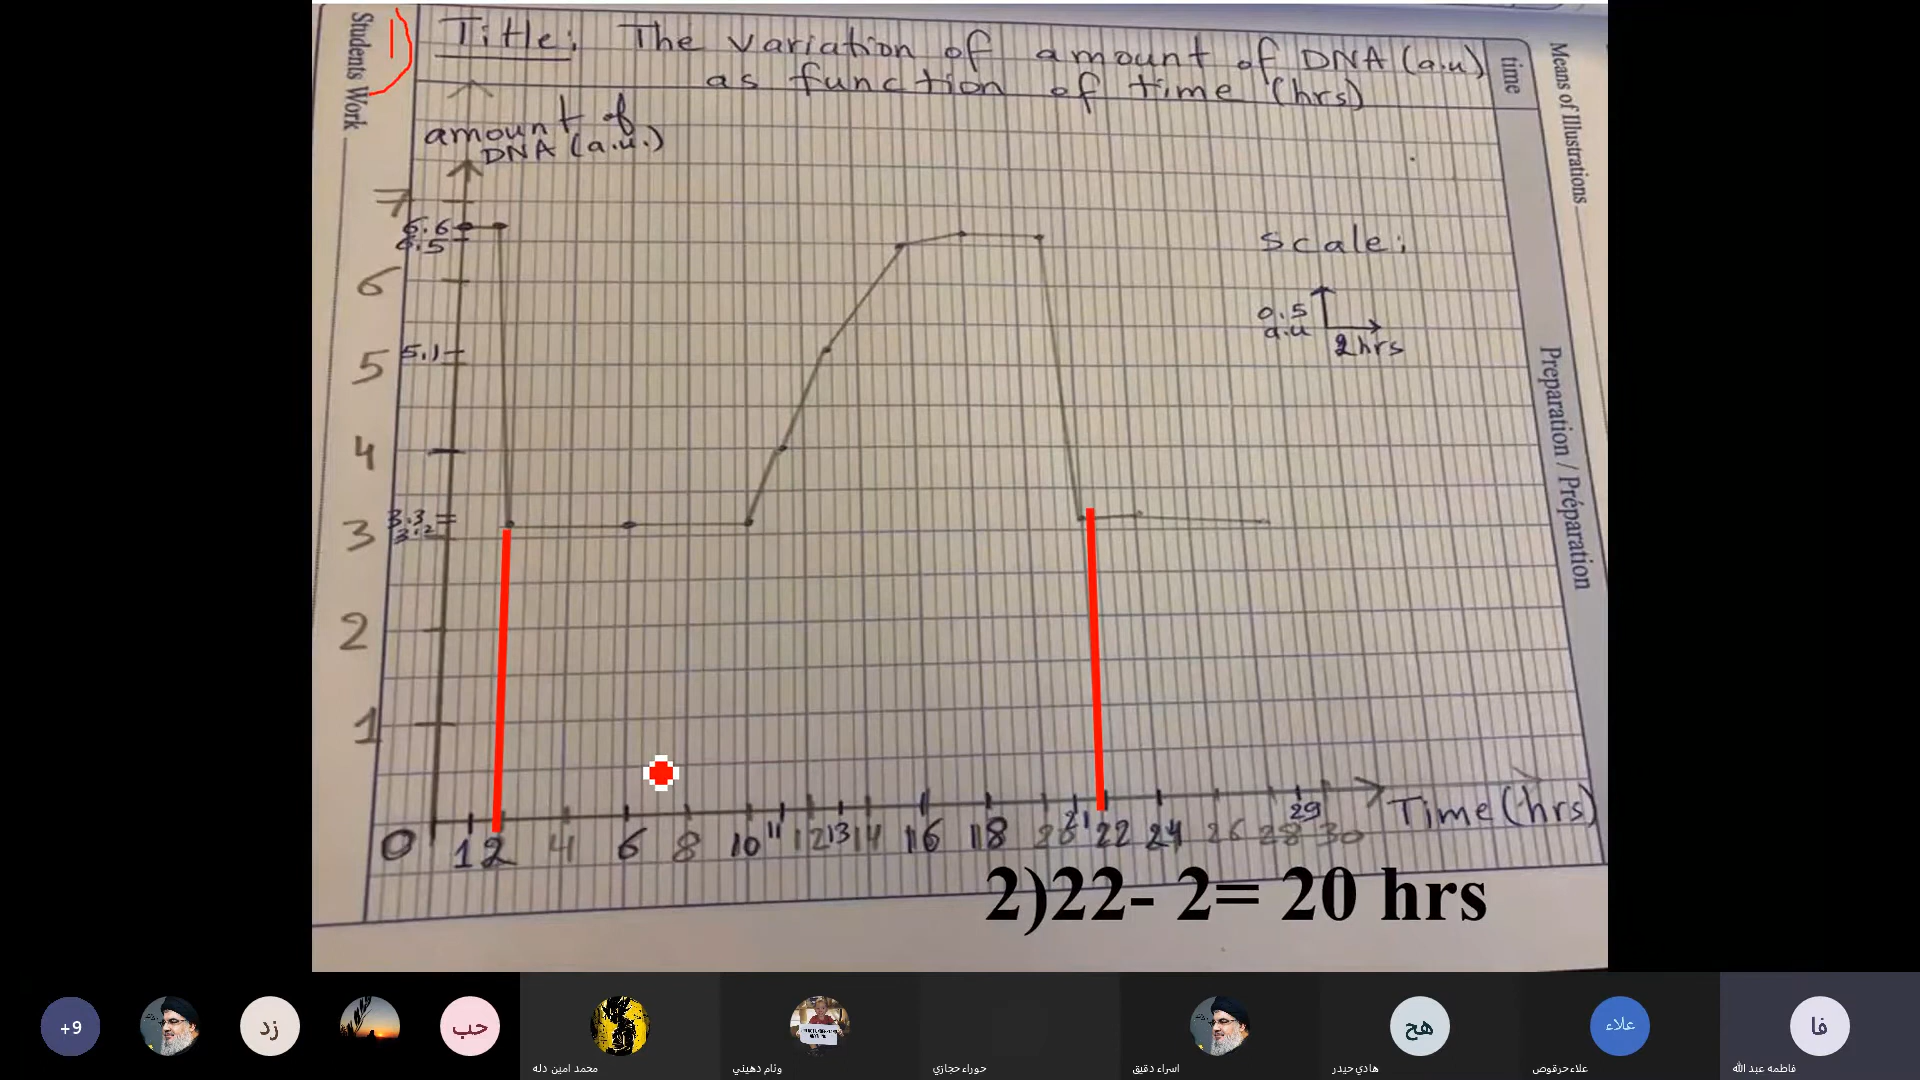 Students Work
1)
Title: The variation of amount of DNA (a.u)
as function of time (hrs)
time
Means of Illustrations
Preparation / Préparation
amount of
DNA (a.u.)
7
6.6
6.5
6
5.1
5
4
3.3
3.2
3
2
1
scale:
0.5
a.u
2hrs
0 1 2 4 6 8 10 11 12 13 14 16 18 20 21 22 24 26 28 29 30
Time (hrs)
2)22- 2= 20 hrs
+9
زد
حب
محمد امين دله
وئام دهيني
حوراء حجازي
اسراء دقيق
هح
هادي حيدر
علاء
علاء حرقوص
فا
فاطمه عبد الله